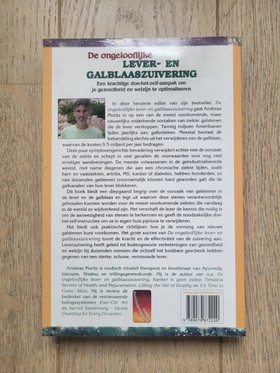 De ongelooflijke
LEVER- EN
GALBLAASZUIVERING
Een krachtige doe-het-zelf-aanpak om
je gezondheid en welzijn te optimaliseren
In deze herziene editie van zijn bestseller De
ongelooflijke lever- en galblaaszuivering gaat Andreas
Moritz in op een van de meest voorkomende, maar
nauwelijks onderkende oorzaken van ziekte: galstenen
die de lever verstoppen. Twintig miljoen Amerikanen
lijden jaarlijks aan galblokken. Meestal bestaat de
behandeling slechts uit het verwijderen van de galblaas,
waarvan de kosten $ 5 miljard per jaar bedragen.
Deze puur symptoomgerichte benadering verwijdert echter niet de oorzaak
van de ziekte en schept in veel gevallen de voorwaarden voor nog veel
ernstiger aandoeningen. De meeste volwassenen in de geïndustrialiseerde
wereld, met name diegenen die aan een chronische ziekte lijden, zoals
hart- en vaatziekten, artritis, MS, kanker of diabetes, hebben honderden, zo
niet duizenden galstenen (voornamelijk klonten hard geworden gal) die de
galkanalen van hun lever blokkeren.
Dit boek biedt een diepgaand begrip over de oorzaken van galstenen in
de lever en de galblaas en legt uit waarom deze stenen verantwoordelijk
gehouden kunnen worden voor de meest voorkomende ziekten die vandaag
de in wereld zo wijdverbreid zijn. Het verschaft de lezer de kennis die nodig is
om de aanwezigheid van stenen te herkennen en geeft de noodzakelijke doe-
het-zelf instructies om ze in eigen huis pijnloos te verwijderen.
Het biedt ook praktische richtlijnen hoe je de vorming van nieuwe
galstenen kunt voorkomen. Het grote succes van De ongelooflijke lever- en
galblaaszuivering toont de kracht en de effectiviteit van de zuivering aan.
Leverzuivering heeft geleid tot buitengewone verbeteringen van gezondheid
en welzijn bij duizenden mensen die zichzelf het kostbare geschenk hebben
gegeven van een sterke, schone, vernieuwde lever.
Andreas Moritz is medisch intuïtief therapeut en beoefenaar van Ayurveda-
therapie, Shiatsu en trillingsgeneeskunde. Hij is de auteur van o.a. De
ongelooflijke lever- en galblaaszuivering, Kanker is geen ziekte, Timeless
Secrets of Health and Rejuvenation, Lifting the Veil of Duality en It's Time to
Come Alive. Hij is tevens de
bedenker van de vernieuwende
helingssystemen Ener-Chi Art
en Sacred Santémony - Divine
Chanting for Every Occasion.